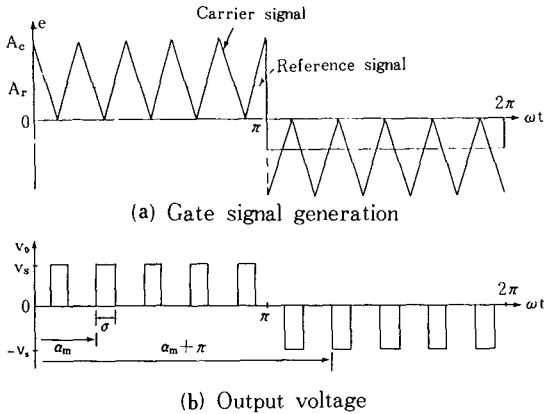 e
Carrier signal
A_c
Reference signal
A_r
0
π
2π
ωt
(a) Gate signal generation
v_0
v_s
0
π
2π
ωt
σ
α_m
α_m+π
-v_s
(b) Output voltage